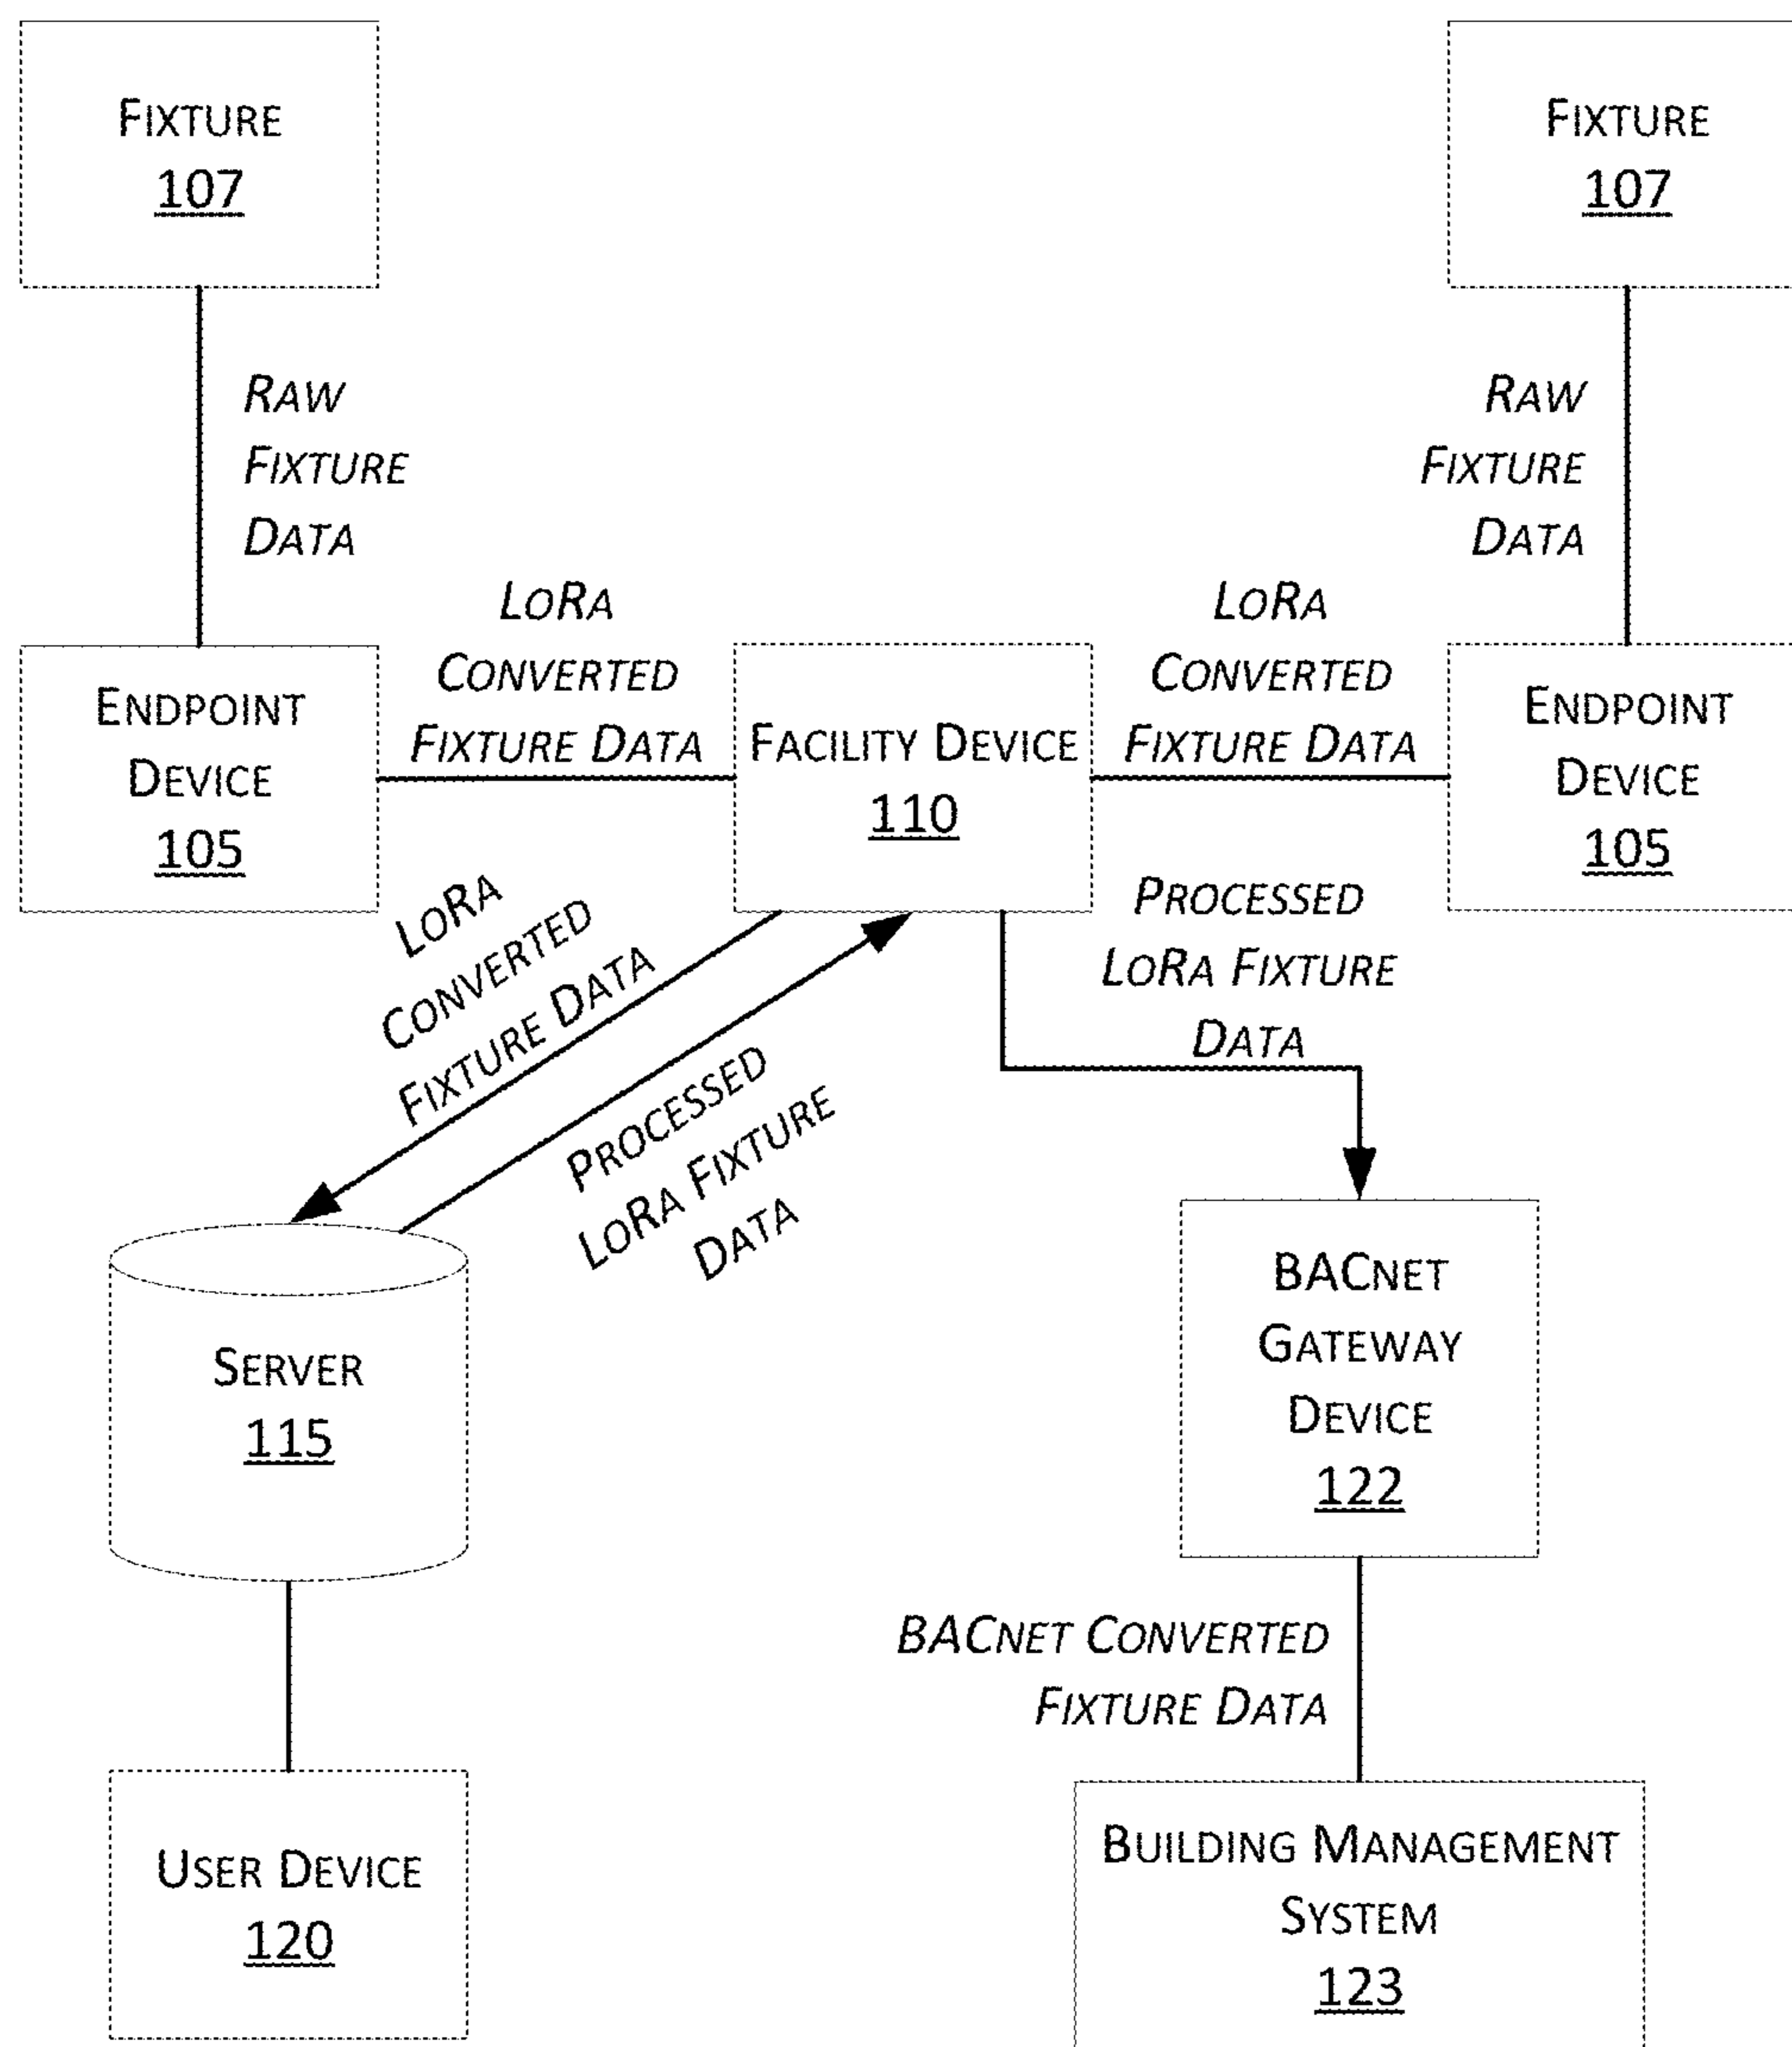 FIXTURE
107
FIXTURE
107
RAW
FIXTURE
DATA
RAW
FIXTURE
DATA
ENDPOINT
DEVICE
105
LORA
CONVERTED
FIXTURE DATA
FACILITY DEVICE
110
LORA
CONVERTED
FIXTURE DATA
ENDPOINT
DEVICE
105
LORA
CONVERTED
FIXTURE DATA
PROCESSED
LORA FIXTURE
DATA
PROCESSED
LORA FIXTURE
DATA
SERVER
115
BACNET
GATEWAY
DEVICE
122
BACNET CONVERTED
FIXTURE DATA
USER DEVICE
120
BUILDING MANAGEMENT
SYSTEM
123